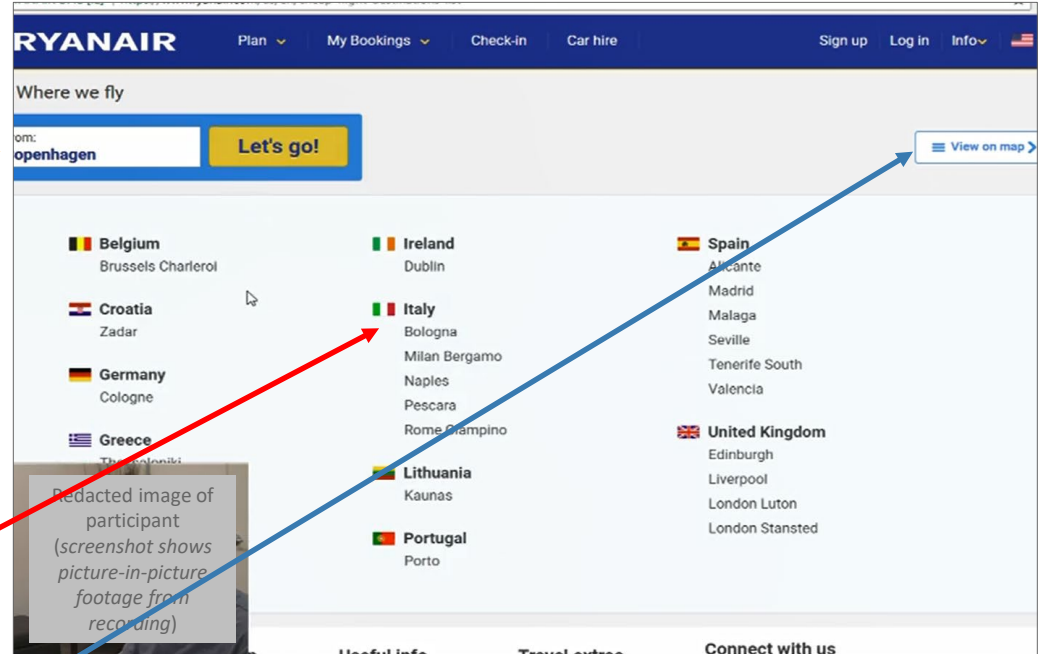 RYANAIR Plan My Bookings Check-in Car hire Sign up Log in Info
Where we fly
om:
openhagen
Let's go!
View on map
Belgium
Brussels Charleroi
Croatia
Zadar
Germany
Cologne
Greece
Thessaloniki
Ireland
Dublin
Italy
Bologna
Milan Bergamo
Naples
Pescara
Rome Ciampino
Lithuania
Kaunas
Portugal
Porto
Spain
Alicante
Madrid
Malaga
Seville
Tenerife South
Valencia
United Kingdom
Edinburgh
Liverpool
London Luton
London Stansted
Redacted image of
participant
(screenshot shows
picture-in-picture
footage from
recording)
Useful info
Travel extras
Connect with us